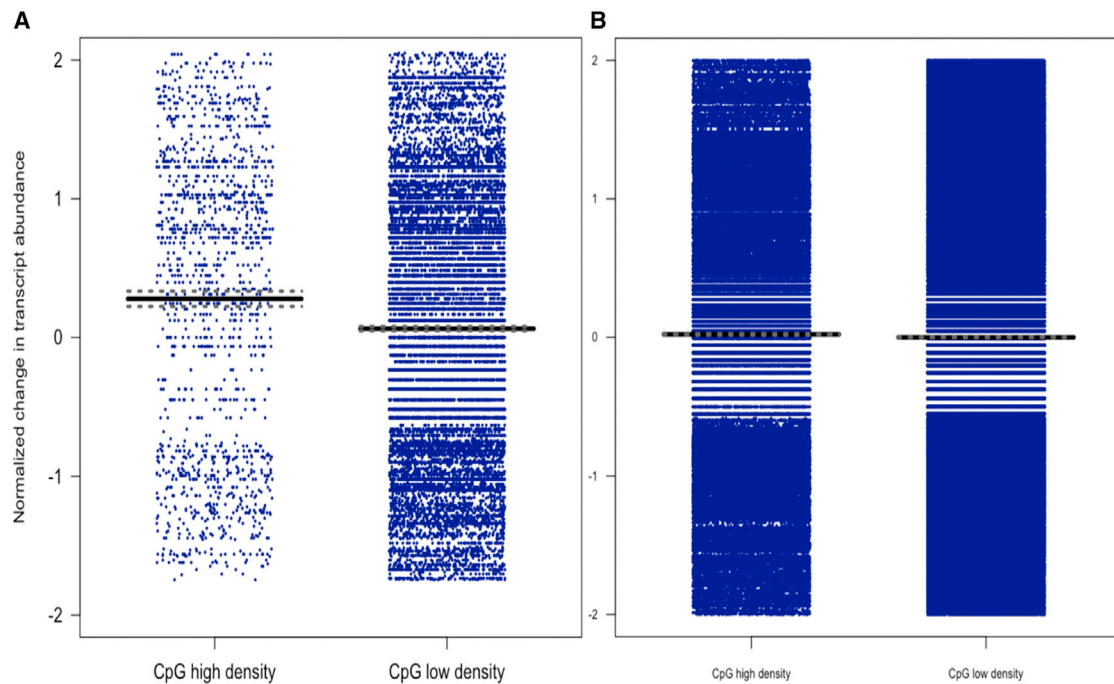 A
B
Normalized change in transcript abundance
2
1
0
-1
-2
CpG high density
CpG low density
2
1
0
-1
-2
CpG high density
CpG low density